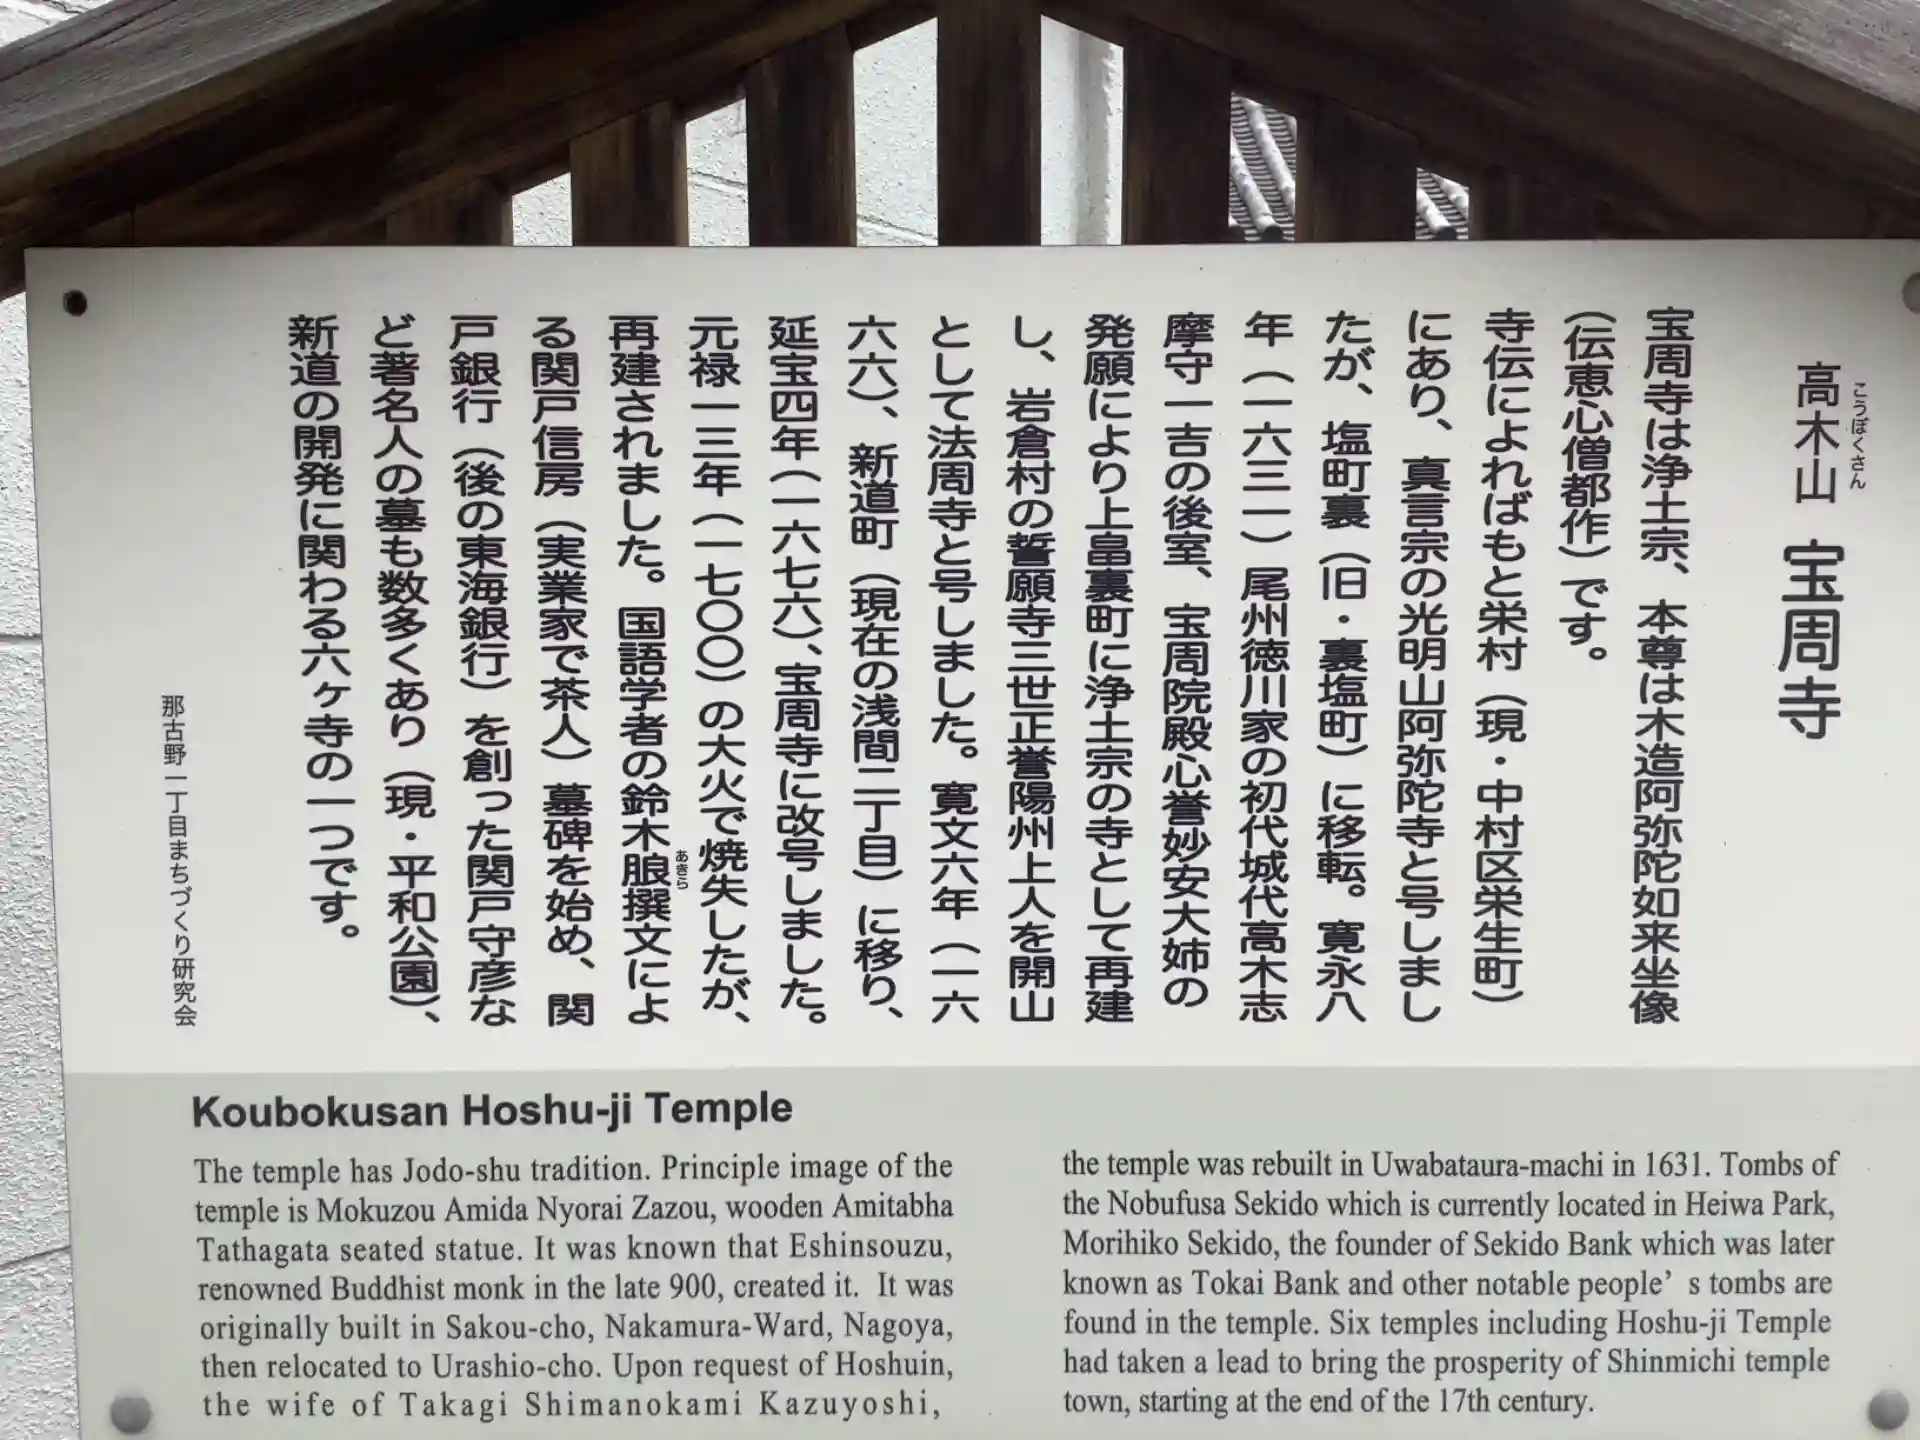 高木山 宝周寺
こうぼくさん
宝周寺は浄土宗、本尊は木造阿弥陀如来坐像
（伝恵心僧都作）です。
寺伝によればもと栄村（現・中村区栄生町）
にあり、真言宗の光明山阿弥陀寺と号しまし
たが、塩町裏（旧・裏塩町）に移転。寛永八
年（一六三一）尾州徳川家の初代城代高木志
摩守一吉の後室、宝周院殿心誉妙安大姉の
発願により上畠裏町に浄土宗の寺として再建
し、岩倉村の誓願寺三世正誉陽州上人を開山
として法周寺と号しました。寛文六年（一六
六六）、新道町（現在の浅間二丁目）に移り、
延宝四年（一六七六）、宝周寺に改号しました。
元禄一三年（一七〇〇）の大火で焼失したが、
再建されました。国語学者の鈴木朖撰文によ
あきら
る関戸信房（実業家で茶人）墓碑を始め、関
戸銀行（後の東海銀行）を創った関戸守彦な
ど著名人の墓も数多くあり（現・平和公園）、
新道の開発に関わる六ヶ寺の一つです。
那古野一丁目まちづくり研究会
Koubokusan Hoshu-ji Temple
The temple has Jodo-shu tradition. Principle image of the
temple is Mokuzou Amida Nyorai Zazou, wooden Amitabha
Tathagata seated statue. It was known that Eshinsouzu,
renowned Buddhist monk in the late 900, created it. It was
originally built in Sakou-cho, Nakamura-Ward, Nagoya,
then relocated to Urashio-cho. Upon request of Hoshuin,
the wife of Takagi Shimanokami Kazuyoshi,
the temple was rebuilt in Uwabataura-machi in 1631. Tombs of
the Nobufusa Sekido which is currently located in Heiwa Park,
Morihiko Sekido, the founder of Sekido Bank which was later
known as Tokai Bank and other notable people’ s tombs are
found in the temple. Six temples including Hoshu-ji Temple
had taken a lead to bring the prosperity of Shinmichi temple
town, starting at the end of the 17th century.